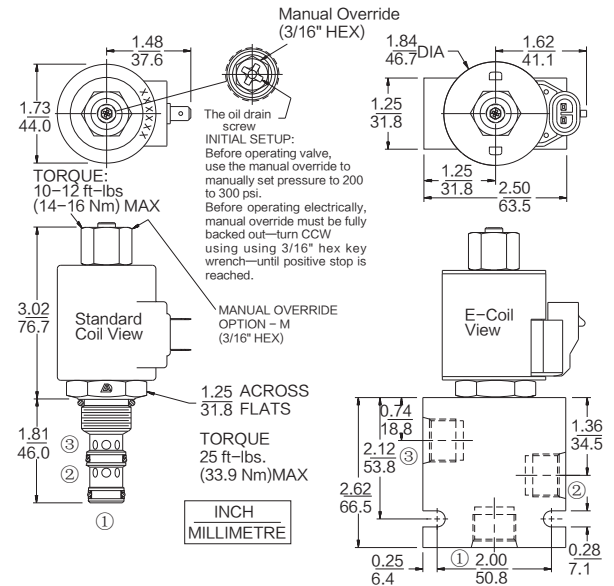 Manual Override
(3/16" HEX)
1.48
37.6
1.73
44.0
X X X X X
The oil drain
screw
INITIAL SETUP:
Before operating valve,
use the manual override to
manually set pressure to 200
to 300 psi.
Before operating electrically,
manual override must be fully
backed out—turn CCW
using using 3/16" hex key
wrench—until positive stop is
reached.
1.84 DIA
46.7
1.62
41.1
1.25
31.8
1.25
31.8
2.50
63.5
TORQUE:
10-12 ft-lbs
(14-16 Nm) MAX
3.02
76.7
Standard
Coil View
MANUAL OVERRIDE
OPTION - M
(3/16" HEX)
1.25 ACROSS
31.8 FLATS
1.81
46.0
③
②
①
TORQUE
25 ft-lbs.
(33.9 Nm)MAX
INCH
MILLIMETRE
E-Coil
View
0.74
18.8
2.12
53.8
③
2.62
66.5
1.36
34.5
②
0.28
7.1
0.25
6.4
①
2.00
50.8